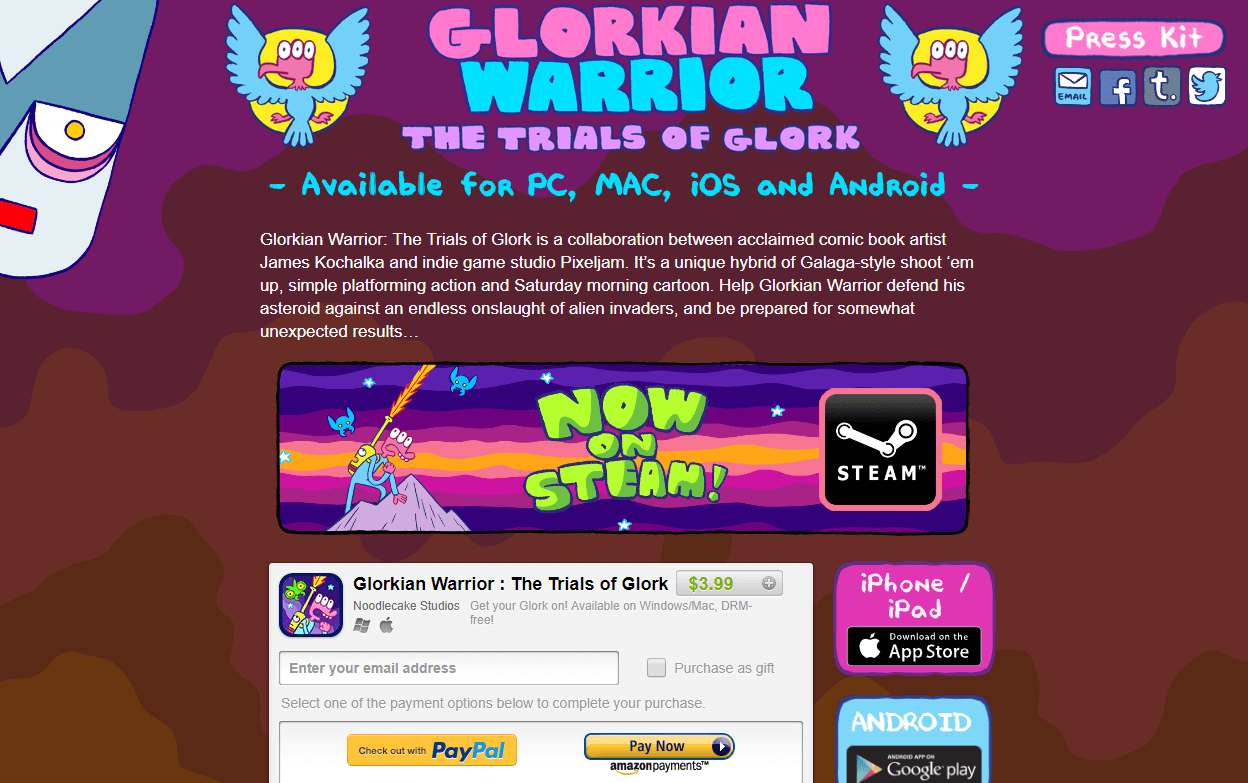 GLORKIAN
WARRIOR
THE TRIALS OF GLORK
Press Kit
EMAIL
f
t.
- Available for PC, MAC, iOS and Android -
Glorkian Warrior: The Trials of Glork is a collaboration between acclaimed comic book artist
James Kochalka and indie game studio Pixeljam. It’s a unique hybrid of Galaga-style shoot ‘em
up, simple platforming action and Saturday morning cartoon. Help Glorkian Warrior defend his
asteroid against an endless onslaught of alien invaders, and be prepared for somewhat
unexpected results…
NOW
ON
STEAM!
STEAM™
Glorkian Warrior : The Trials of Glork
$3.99
Noodlecake Studios
Get your Glork on! Available on Windows/Mac, DRM-
free!
Enter your email address
Purchase as gift
Select one of the payment options below to complete your purchase.
Check out with PayPal
Pay Now
amazonpayments™
iPhone /
iPad
Download on the
App Store
ANDROID
ANDROID APP ON
Google play